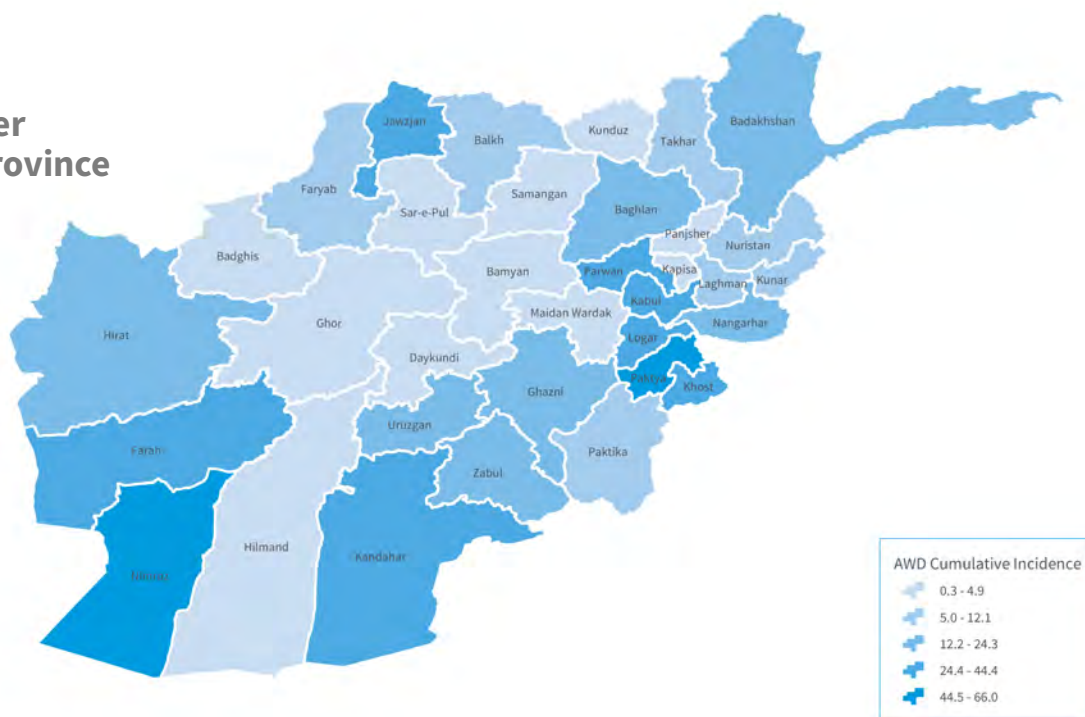 er
rovince
Jawzjan
Balkh
Kunduz
Takhar
Badakhshan
Faryab
Sar-e-Pul
Samangan
Baghlan
Panjsher
Nuristan
Badghis
Bamyan
Parwan
Kapisa
Laghman
Kunar
Hirat
Ghor
Maidan Wardak
Kabul
Nangarhar
Daykundi
Logar
Ghazni
Paktya
Khost
Farah
Uruzgan
Zabul
Paktika
Hilmand
Kandahar
Nimroz
AWD Cumulative Incidence
0.3 - 4.9
5.0 - 12.1
12.2 - 24.3
24.4 - 44.4
44.5 - 66.0